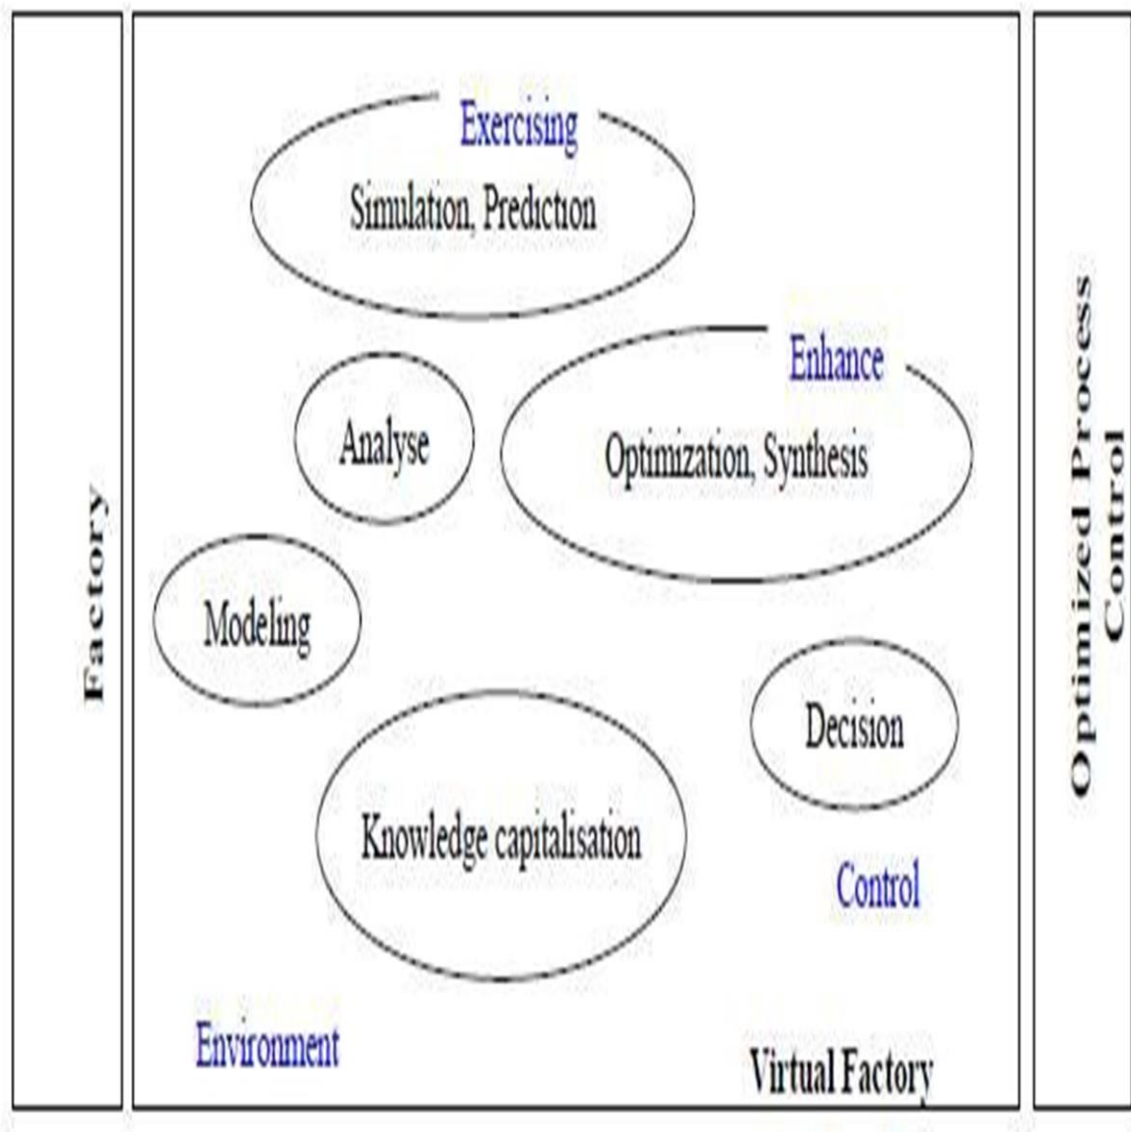 Factory
Exercising
Simulation, Prediction
Enhance
Analyse
Optimization, Synthesis
Modeling
Decision
Knowledge capitalisation
Control
Environment
Virtual Factory
Optimized Process
Control